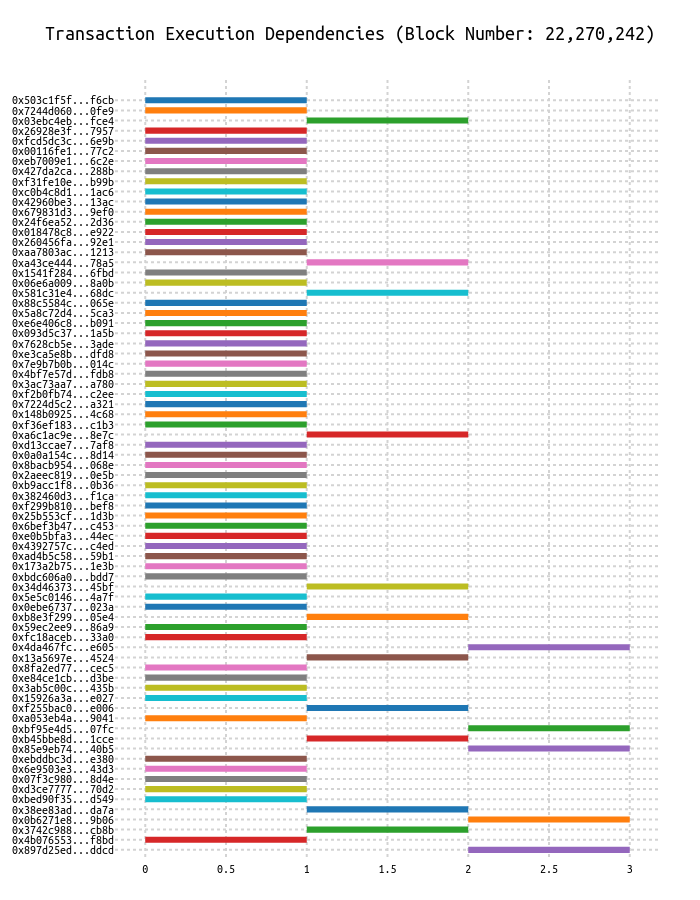 Transaction Execution Dependencies (Block Number: 22,270,242)
0x503c1f5f...f6cb
0x7244d060...0fe9
0x03ebc4eb...fce4
0x26928e3f...7957
0xfcd5dc3c...6e9b
0x00116fe1...77c2
0xeb7009e1...6c2e
0x427da2ca...288b
0xf31fe10e...b99b
0xc0b4c8d1...1ac6
0x42960be3...13ac
0x679831d3...9ef0
0x24f6ea52...2d36
0x018478c8...e922
0x260456fa...92e1
0xaa7803ac...1213
0xa43ce444...78a5
0x1541f284...6fbd
0x06e6a009...8a0b
0x581c31e4...68dc
0x88c5584c...065e
0x5a8c72d4...5ca3
0xe6e406c8...b091
0x093d5c37...1a5b
0x7628cb5e...3ade
0xe3ca5e8b...dfd8
0x7e9b7b0b...014c
0x4bf7e57d...fdb8
0x3ac73aa7...a780
0xf2b0fb74...c2ee
0x7224d5c2...a321
0x148b0925...4c68
0xf36ef183...c1b3
0xa6c1ac9e...8e7c
0xd13ccae7...7af8
0x0a0a154c...8d14
0x8bacb954...068e
0x2aeec819...0e5b
0xb9acc1f8...0b36
0x382460d3...f1ca
0xf299b810...bef8
0x25b553cf...1d3b
0x6bef3b47...c453
0xe0b5bfa3...44ec
0x4392757c...c4ed
0xad4b5c58...59b1
0x173a2b75...1e3b
0xbdc606a0...bdd7
0x34d46373...45bf
0x5e5c0146...4a7f
0x0ebe6737...023a
0xb8e3f299...05e4
0x59ec2ee9...86a9
0xfc18aceb...33a0
0x4da467fc...e605
0x13a5697e...4524
0x8fa2ed77...cec5
0xe84ce1cb...d3be
0x3ab5c00c...435b
0x15926a3a...e027
0xf255bac0...e006
0xa053eb4a...9041
0xbf95e4d5...07fc
0xb45bbe8d...1cce
0x85e9eb74...40b5
0xebddbc3d...e380
0x6e9503e3...43d3
0x07f3c980...8d4e
0xd3ce7777...70d2
0xbed90f35...d549
0x38ee83ad...da7a
0x0b6271e8...9b06
0x3742c988...cb8b
0x4b076553...f8bd
0x897d25ed...ddcd
0 0.5 1 1.5 2 2.5 3